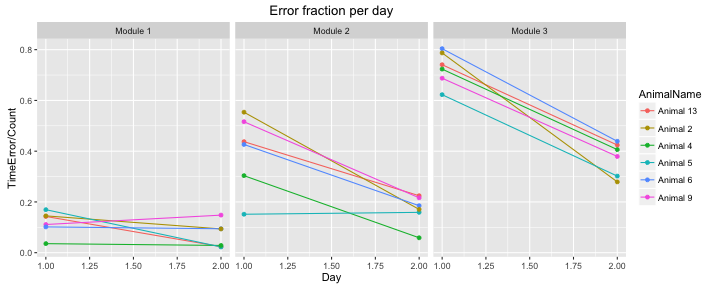 Error fraction per day
Module 1 Module 2 Module 3
TimeError/Count
0.8
0.6
0.4
0.2
0.0
1.00 1.25 1.50 1.75 2.00 1.00 1.25 1.50 1.75 2.00 1.00 1.25 1.50 1.75 2.00
Day
AnimalName
Animal 13
Animal 2
Animal 4
Animal 5
Animal 6
Animal 9